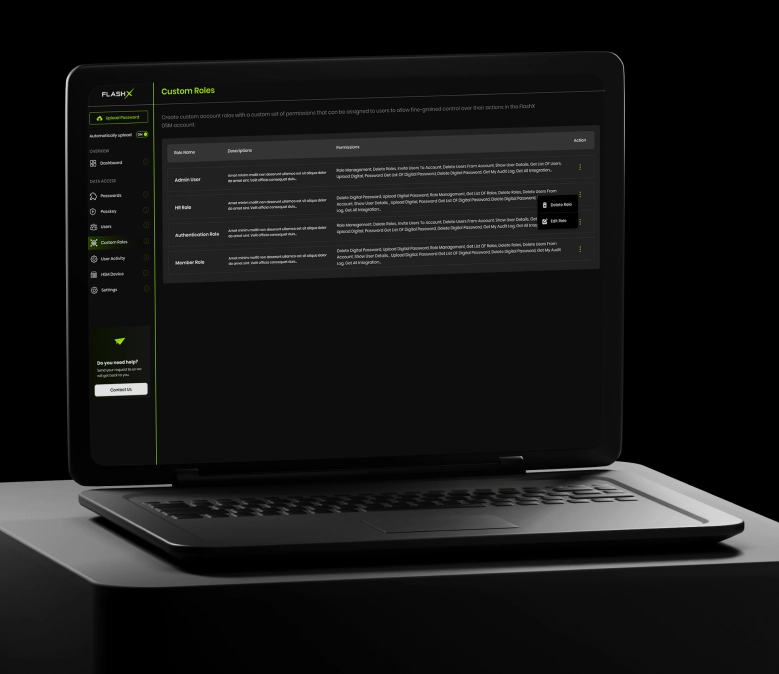 FLASHX
Upload Password
Automatically upload
ON
OVERVIEW
Dashboard
DATA ACCESS
Passwords
Passkey
Users
Custom Roles
User Activity
HSM Device
Settings
Do you need help?
Send your request to so we
will get back to you.
Contact Us
Custom Roles
Create custom account roles with a custom set of permissions that can be assigned to users to allow fine-grained control over their actions in the FlashX
DSM account.
Role Name
Descriptions
Permissions
Action
Admin User
Amet minim mollit non deserunt ullamco est sit aliqua dolor
do amet sint. Velit officia consequat duis...
Role Management, Delete Roles, Invite Users To Account, Delete Users From Account, Show User Details, Get List OF Users,
Upload Digital Password, Password Get List OF Digital Password, Delete Digital Password, Get My Audit Log, Get All Integration...
HR Role
Amet minim mollit non deserunt ullamco est sit aliqua dolor
do amet sint. Velit officia consequat duis...
Delete Digital Password, Upload Digital Password, Role Management, Get List OF Roles, Delete Roles, Delete Users From
Account, Show User Details, , Upload Digital, Password Get List OF Digital Password, Delete Digital Password,
Log, Get All Integration...
Delete Role
Edit Role
Authentication Role
Amet minim mollit non deserunt ullamco est sit aliqua dolor
do amet sint. Velit officia consequat duis...
Role Management, Delete Roles, Invite Users To Account, Delete Users From Account, Show User Details, Get
Upload Digital Password, Password Get List OF Digital Password, Delete Digital Password, Get My Audit Log, Get All Integ
Member Role
Amet minim mollit non deserunt ullamco est sit aliqua dolor
do amet sint. Velit officia consequat duis...
Delete Digital Password, Upload Digital Password, Role Management, Get List OF Roles, Delete Roles, Delete Users From
Account, Show User Details, , Upload Digital, Password Get List OF Digital Password, Delete Digital Password, Get My Audit
Log, Get All Integration...